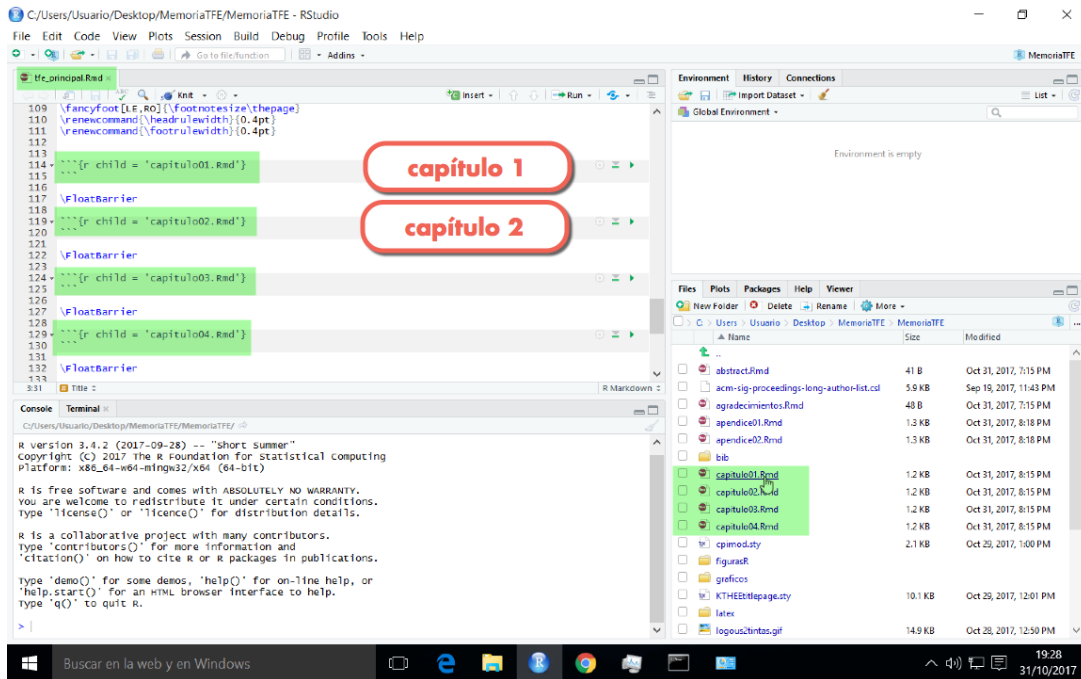 C:/Users/Usuario/Desktop/MemoriaTFE/MemoriaTFE - RStudio
File Edit Code View Plots Session Build Debug Profile Tools Help
Go to file/function Addins MemoriaTFE
tfe_principal.Rmd
Knit Insert Run
109 \fancyfoot[LE,RO]{\footnotesize\thepage}
110 \renewcommand{\headrulewidth}{0.4pt}
111 \renewcommand{\footrulewidth}{0.4pt}
112
113
114 ```{r child = 'capitulo01.Rmd'}
115 ```
116
117 \FloatBarrier
118
119 ```{r child = 'capitulo02.Rmd'}
120 ```
121
122 \FloatBarrier
123
124 ```{r child = 'capitulo03.Rmd'}
125 ```
126
127 \FloatBarrier
128
129 ```{r child = 'capitulo04.Rmd'}
130 ```
131
132 \FloatBarrier
133
capítulo 1
capítulo 2
3:31 Title R Markdown
Console Terminal
C:/Users/Usuario/Desktop/MemoriaTFE/MemoriaTFE/
R version 3.4.2 (2017-09-28) -- "Short Summer"
Copyright (C) 2017 The R Foundation for Statistical Computing
Platform: x86_64-w64-mingw32/x64 (64-bit)
R is free software and comes with ABSOLUTELY NO WARRANTY.
You are welcome to redistribute it under certain conditions.
Type 'license()' or 'licence()' for distribution details.
R is a collaborative project with many contributors.
Type 'contributors()' for more information and
'citation()' on how to cite R or R packages in publications.
Type 'demo()' for some demos, 'help()' for on-line help, or
'help.start()' for an HTML browser interface to help.
Type 'q()' to quit R.
>
Environment History Connections
Import Dataset List
Global Environment
Environment is empty
Files Plots Packages Help Viewer
New Folder Delete Rename More
C: > Users > Usuario > Desktop > MemoriaTFE > MemoriaTFE
Name Size Modified
..
abstract.Rmd 41 B Oct 31, 2017, 7:15 PM
acm-sig-proceedings-long-author-list.csl 5.9 KB Sep 19, 2017, 11:43 PM
agradecimientos.Rmd 48 B Oct 31, 2017, 7:15 PM
apendice01.Rmd 1.3 KB Oct 31, 2017, 8:18 PM
apendice02.Rmd 1.3 KB Oct 31, 2017, 8:18 PM
bib
capitulo01.Rmd 1.2 KB Oct 31, 2017, 8:15 PM
capitulo02.Rmd 1.2 KB Oct 31, 2017, 8:15 PM
capitulo03.Rmd 1.2 KB Oct 31, 2017, 8:15 PM
capitulo04.Rmd 1.2 KB Oct 31, 2017, 8:15 PM
cpimod.sty 2.1 KB Oct 29, 2017, 1:00 PM
figurasR
graficos
KTHEEtitlepage.sty 10.1 KB Oct 29, 2017, 12:01 PM
latex
logous2tintas.gif 14.9 KB Oct 28, 2017, 12:50 PM
Buscar en la web y en Windows
19:28
31/10/2017